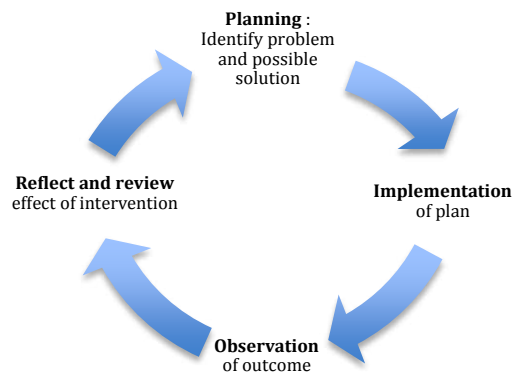 Planning :
Identify problem
and possible
solution
Implementation
of plan
Observation
of outcome
Reflect and review
effect of intervention